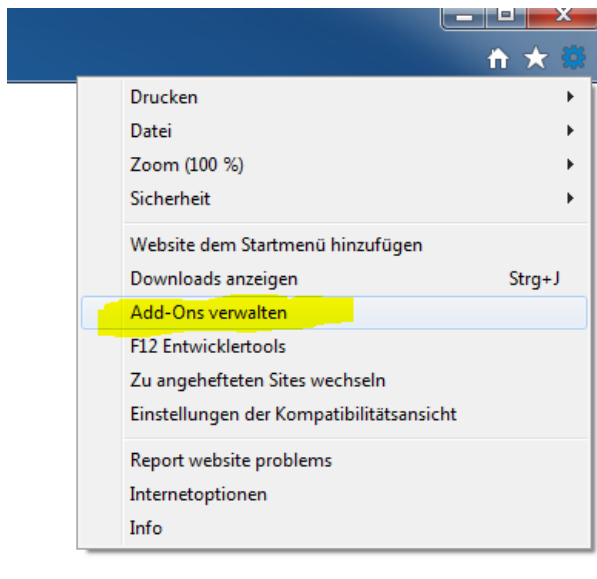 Drucken
Datei
Zoom (100 %)
Sicherheit
Website dem Startmenü hinzufügen
Downloads anzeigen Strg+J
Add-Ons verwalten
F12 Entwicklertools
Zu angehefteten Sites wechseln
Einstellungen der Kompatibilitätsansicht
Report website problems
Internetoptionen
Info